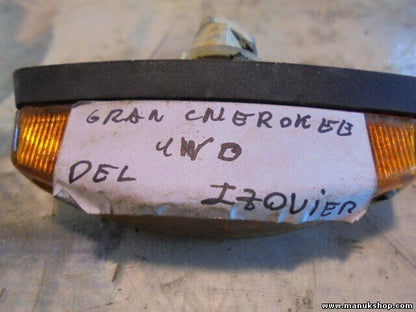 GRAN CHEROKEE
4WD
DEL IZQUIER
www.manukshop.com